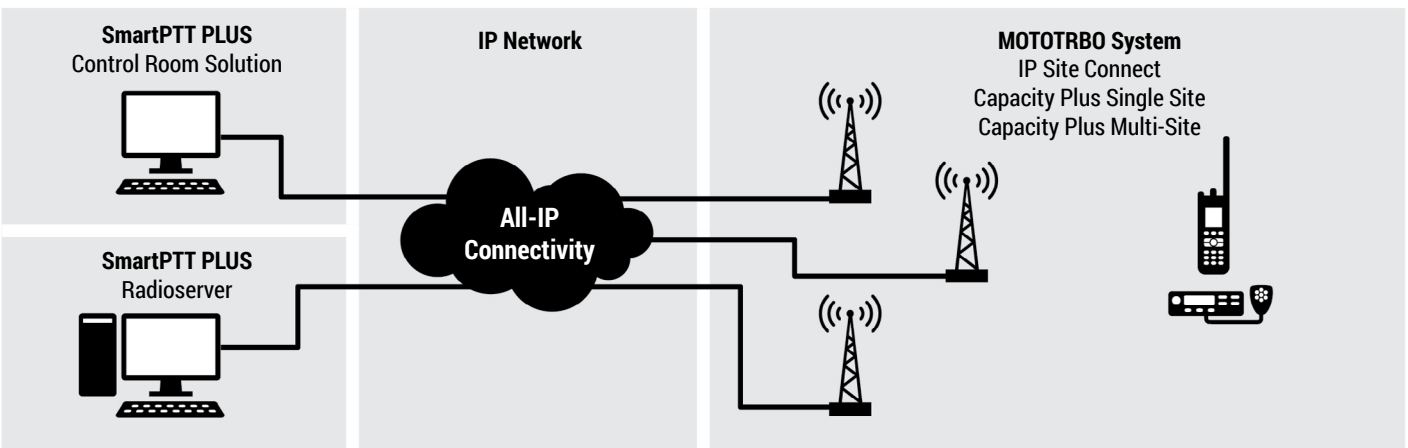 SmartPTT PLUS
Control Room Solution
SmartPTT PLUS
Radioserver
IP Network
All-IP
Connectivity
MOTOTRBO System
IP Site Connect
Capacity Plus Single Site
Capacity Plus Multi-Site